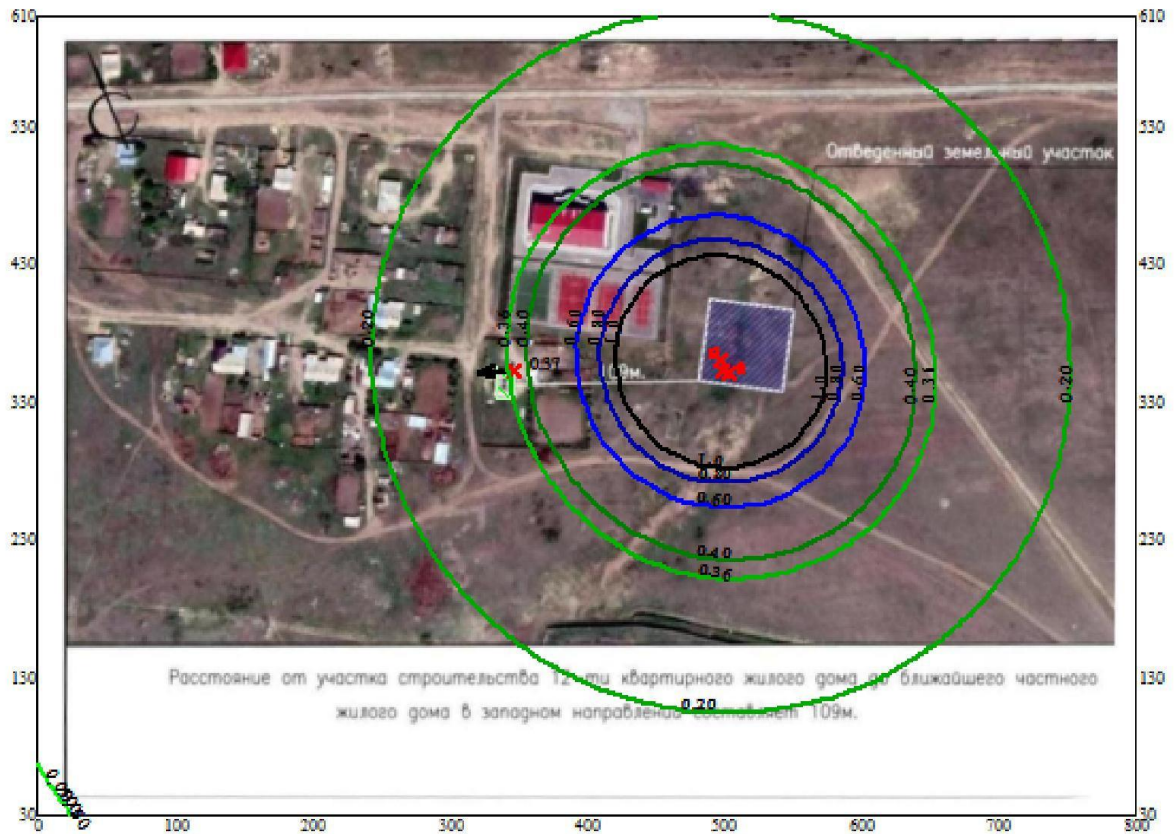 610 610
530 530
Отведенный земельный участок
430 430
0.20 0.36 0.40 0.60 0.80 1.0
0.37
109м.
330 330
1.0 0.80 0.60 0.40 0.36 0.20
1.0
0.80
0.60
230 230
0.40
0.36
130 130
Расстояние от участка строительства 12-ти квартирного жилого дома до ближайшего частного
0.20
жилого дома в западном направлении составляет 109м.
30 30
0 100 200 300 400 500 600 700 800